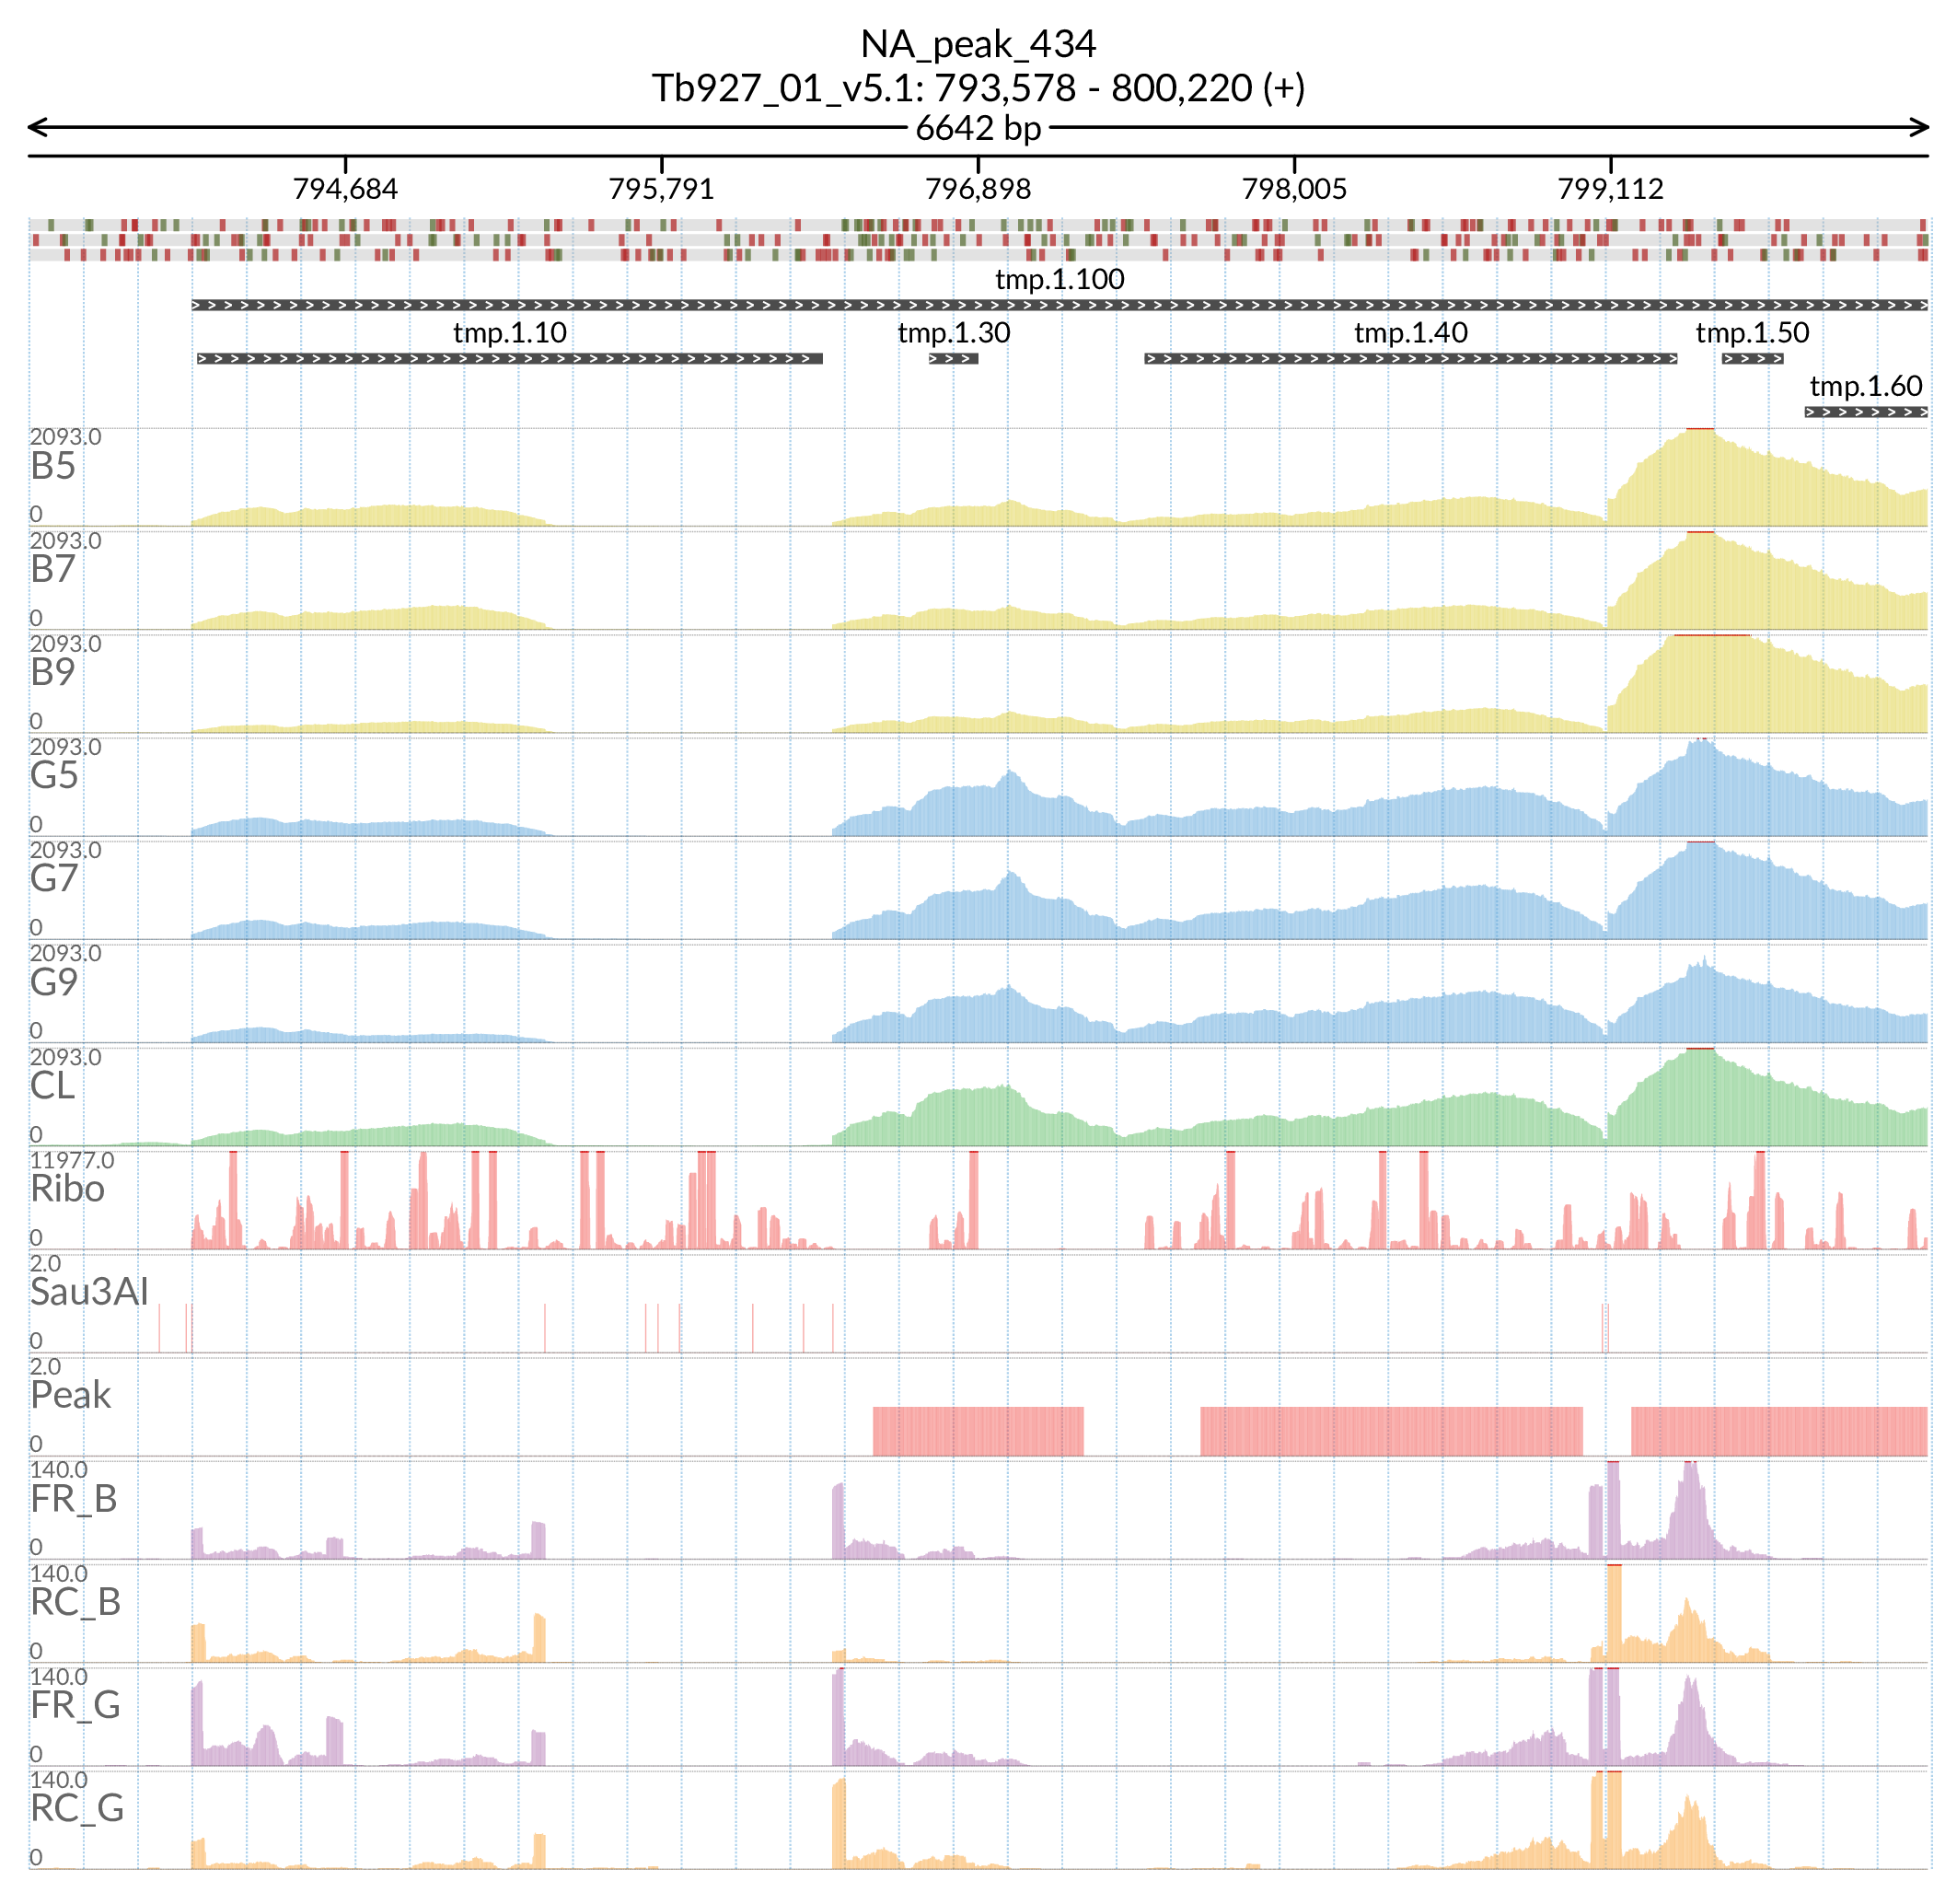 NA_peak_434
Tb927_01_v5.1: 793,578 - 800,220 (+)
6642 bp
794,684 795,791 796,898 798,005 799,112
tmp.1.100
tmp.1.10 tmp.1.30 tmp.1.40 tmp.1.50
tmp.1.60
2093.0
B5
0
2093.0
B7
0
2093.0
B9
0
2093.0
G5
0
2093.0
G7
0
2093.0
G9
0
2093.0
CL
0
11977.0
Ribo
0
2.0
Sau3AI
0
2.0
Peak
0
140.0
FR_B
0
140.0
RC_B
0
140.0
FR_G
0
140.0
RC_G
0